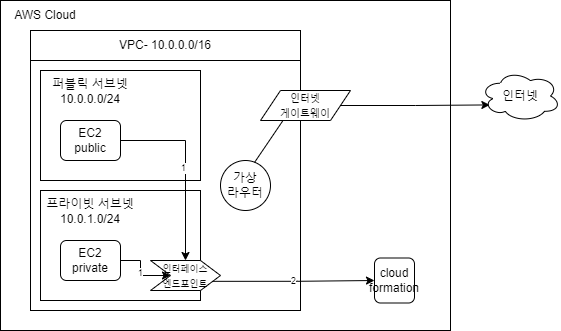 AWS Cloud
VPC- 10.0.0.0/16
퍼블릭 서브넷
10.0.0.0/24
EC2
public
1
인터넷
게이트웨이
인터넷
가상
라우터
프라이빗 서브넷
10.0.1.0/24
EC2
private
1
인터페이스
엔드포인트
2
cloud
formation